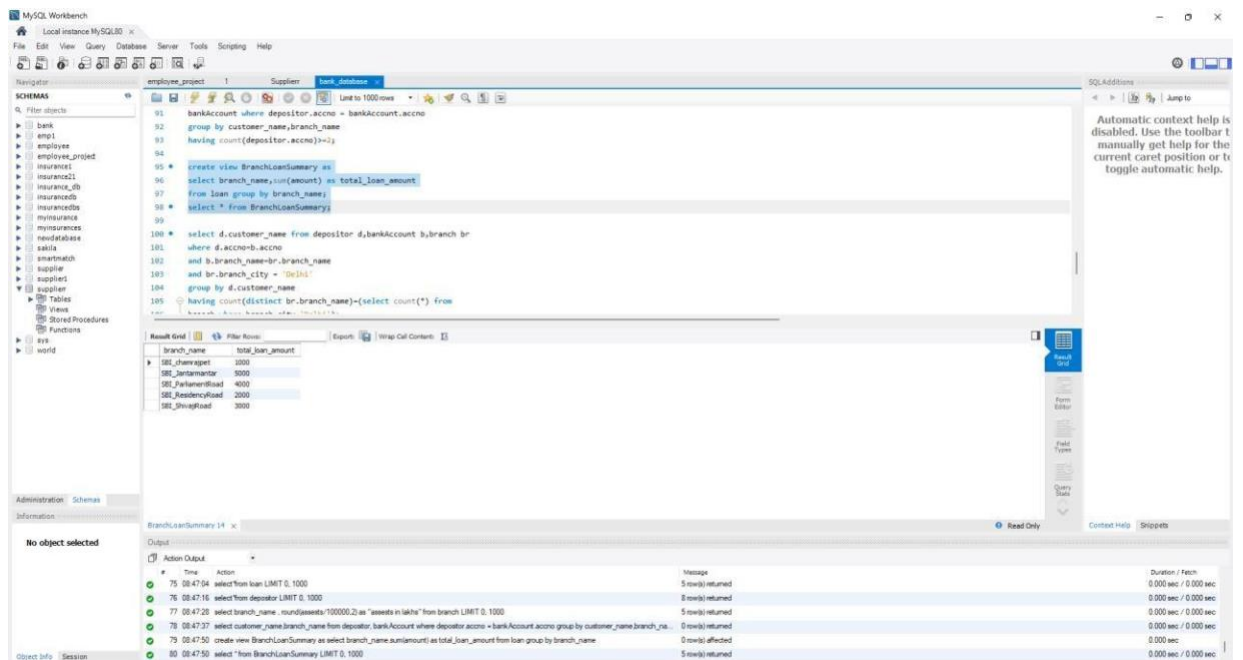 MySQL Workbench
Local instance MySQL80 ×
File Edit View Query Database Server Tools Scripting Help
Navigator
SCHEMAS
Filter objects
bank
emp1
employee
employee_project
insurance1
insurance21
insurance_db
insurancedb
insurancedbs
myinsurance
myinsurances
newdatabase
sakila
smartmatch
supplier
supplier1
supplierr
Tables
Views
Stored Procedures
Functions
sys
world
Administration Schemas
Information
No object selected
Object Info Session
employee_project 1 Supplierr bank_database ×
Limit to 1000 rows
91 bankAccount where depositor.accno = bankAccount.accno
92 group by customer_name,branch_name
93 having count(depositor.accno)>=2;
94
95 create view BranchLoanSummary as
96 select branch_name,sum(amount) as total_loan_amount
97 from loan group by branch_name;
98 select * from BranchLoanSummary;
99
100 select d.customer_name from depositor d,bankAccount b,branch br
101 where d.accno=b.accno
102 and b.branch_name=br.branch_name
103 and br.branch_city = 'Delhi'
104 group by d.customer_name
105 having count(distinct br.branch_name)=(select count(*) from
Result Grid Filter Rows: Export: Wrap Cell Content:
branch_name total_loan_amount
SBI_chamrajpet 1000
SBI_Jantarmantar 5000
SBI_ParliamentRoad 4000
SBI_ResidencyRoad 2000
SBI_ShivajiRoad 3000
Result Grid
Form Editor
Field Types
Query Stats
BranchLoanSummary 14 × Read Only
Output
Action Output
# Time Action Message Duration / Fetch
75 08:47:04 select * from loan LIMIT 0, 1000 5 row(s) returned 0.000 sec / 0.000 sec
76 08:47:16 select * from depositor LIMIT 0, 1000 8 row(s) returned 0.000 sec / 0.000 sec
77 08:47:28 select branch_name , round(assests/100000,2) as "assests in lakhs" from branch LIMIT 0, 1000 5 row(s) returned 0.000 sec / 0.000 sec
78 08:47:37 select customer_name,branch_name from depositor, bankAccount where depositor.accno = bankAccount.accno group by customer_name,branch_na... 0 row(s) returned 0.000 sec / 0.000 sec
79 08:47:50 create view BranchLoanSummary as select branch_name,sum(amount) as total_loan_amount from loan group by branch_name 0 row(s) affected 0.000 sec
80 08:47:50 select * from BranchLoanSummary LIMIT 0, 1000 5 row(s) returned 0.000 sec / 0.000 sec
SQLAdditions
Jump to
Automatic context help is
disabled. Use the toolbar t
manually get help for the
current caret position or to
toggle automatic help.
Context Help Snippets